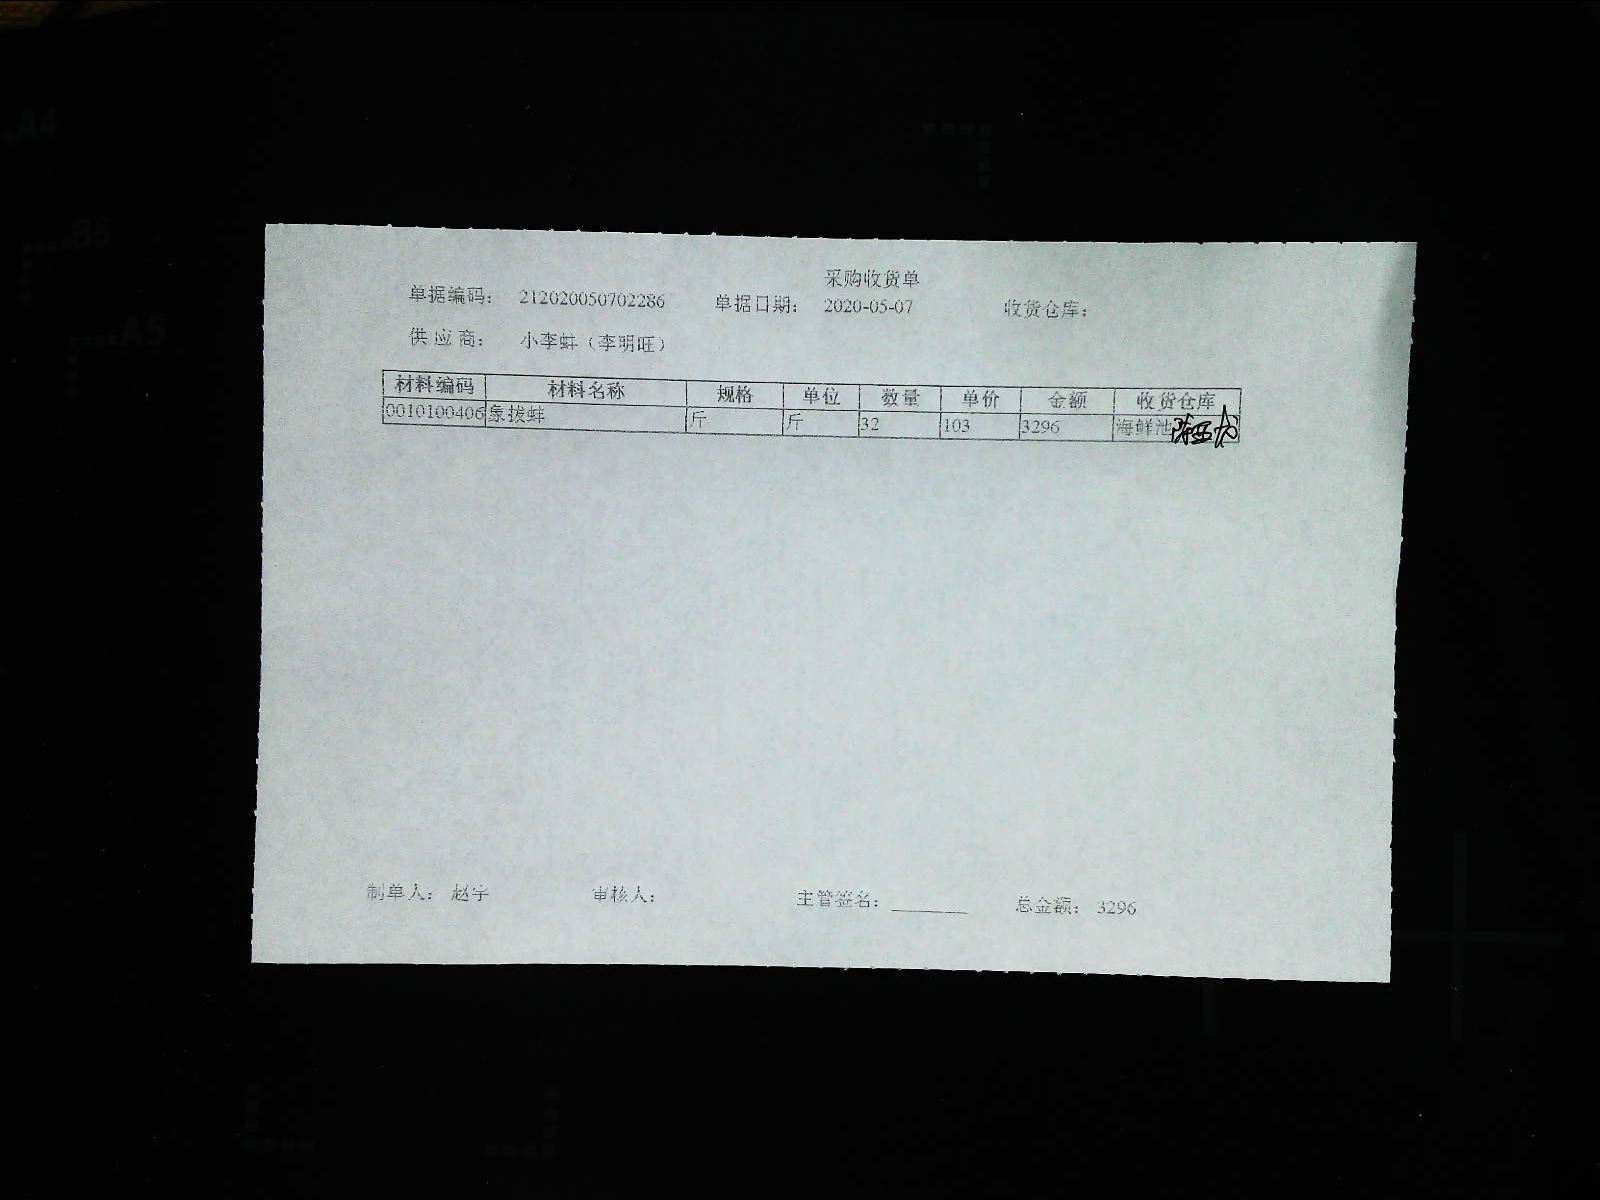 采购收货单
单据编码： 212020050702286 单据日期： 2020-05-07 收货仓库：
供 应 商： 小李蚌（李明旺）
材料编码 材料名称 规格 单位 数量 单价 金额 收货仓库
0010100406 象拔蚌 斤 斤 32 103 3296 海鲜池
制单人： 赵宇 审核人： 主管签名： 总金额： 3296
A4
B5
A5